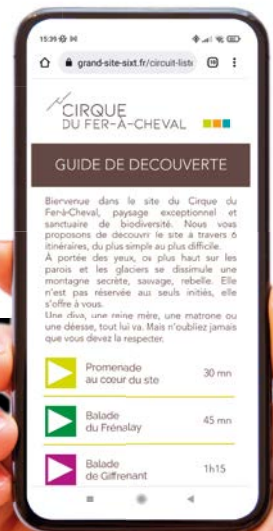 15:39
grand-site-sixt.fr/circuit-liste
CIRQUE
DU FER-À-CHEVAL
GUIDE DE DECOUVERTE
Bienvenue dans le site du Cirque du
Fer-à-Cheval, paysage exceptionnel et
sanctuaire de biodiversité. Nous vous
proposons de découvrir le site à travers 6
itinéraires, du plus simple au plus difficile.
À portée des yeux, ou plus haut sur les
parois et les glaciers se dissimule une
montagne secrète, sauvage, rebelle. Elle
n'est pas réservée aux seuls initiés, elle
s'offre à vous.
Une diva, une reine mère, une matrone ou
une déesse, tout lui va. Mais n'oubliez jamais
que vous devez la respecter.
Promenade
au cœur du site 30 mn
Balade
du Frénalay 45 mn
Balade
de Giffrenant 1h15